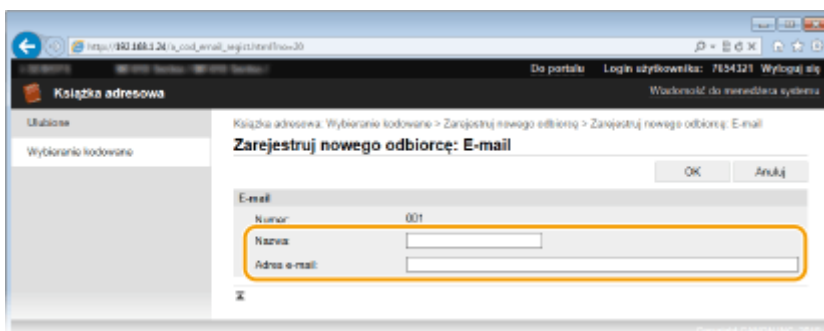 Do portalu Login użytkownika: 7654321 Wyloguj się
Książka adresowa
Wiadomość do menedżera systemu
Ulubione
Wybieranie kodowane
Książka adresowa: Wybieranie kodowane > Zarejestruj nowego odbiorcę > Zarejestruj nowego odbiorcę: E-mail
Zarejestruj nowego odbiorcę: E-mail
OK Anuluj
E-mail
Numer: 001
Nazwa:
Adres e-mail: